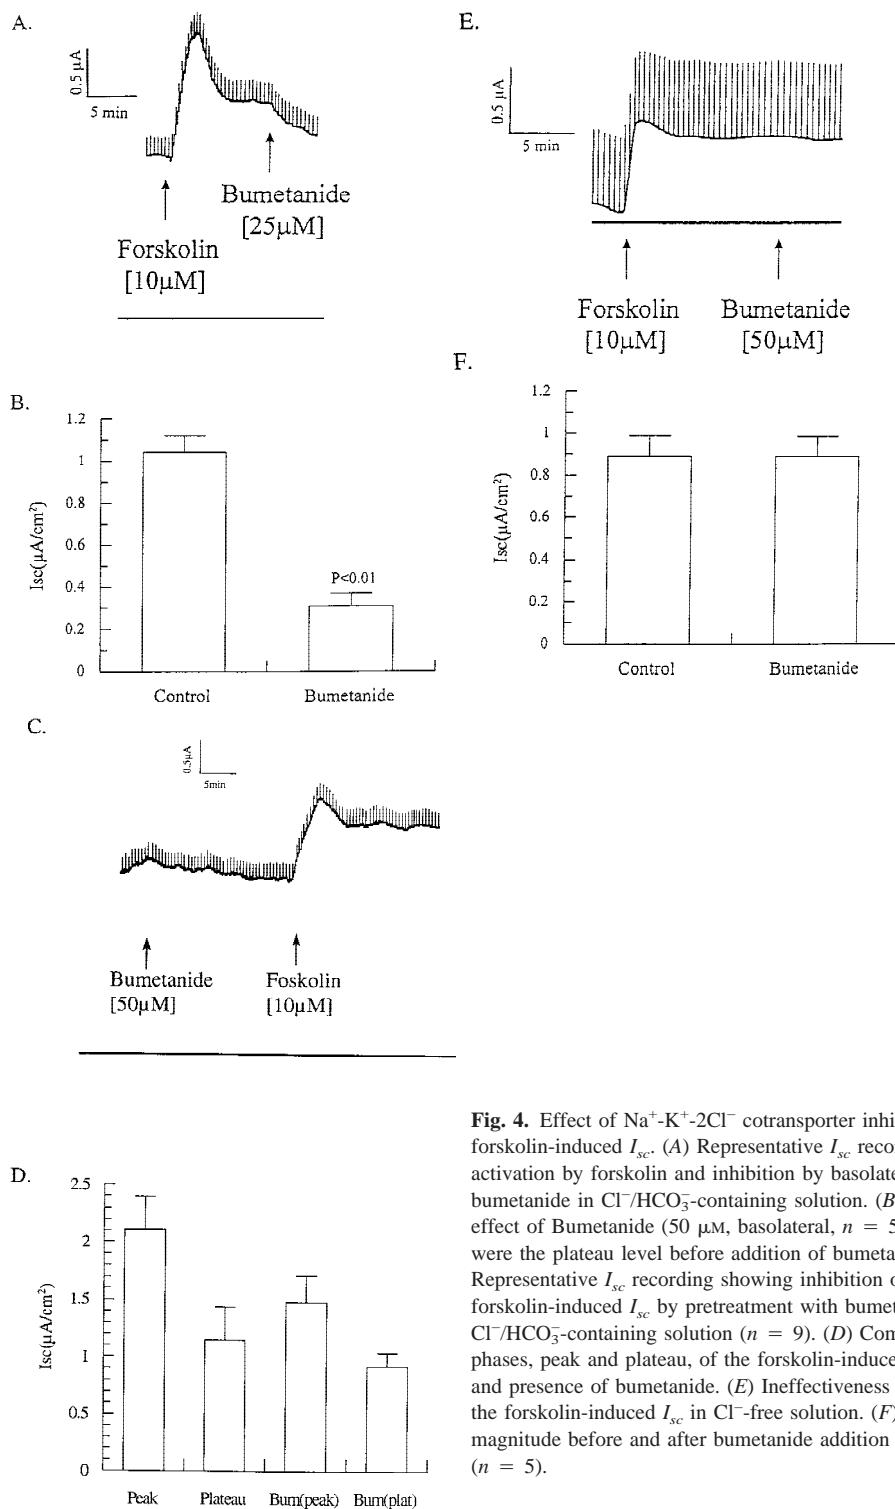 A.
0.5 µA
5 min
Forskolin
[10µM]
Bumetanide
[25µM]
B.
Isc(µA/cm²)
1.2
1
0.8
0.6
0.4
0.2
0
P<0.01
Control
Bumetanide
C.
0.5µA
5min
Bumetanide
[50µM]
Foskolin
[10µM]
D.
Isc(µA/cm²)
2.5
2
1.5
1
0.5
0
Peak
Plateau
Bum(peak)
Bum(plat)
E.
0.5 µA
5 min
Forskolin
[10µM]
Bumetanide
[50µM]
F.
Isc(µA/cm²)
1.2
1
0.8
0.6
0.4
0.2
0
Control
Bumetanide
Fig. 4. Effect of Na⁺-K⁺-2Cl⁻ cotransporter inhi
forskolin-induced Isc. (A) Representative Isc reco
activation by forskolin and inhibition by basolate
bumetanide in Cl⁻/HCO₃⁻-containing solution. (B
effect of Bumetanide (50 µM, basolateral, n = 5
were the plateau level before addition of bumeta
Representative Isc recording showing inhibition o
forskolin-induced Isc by pretreatment with bumet
Cl⁻/HCO₃⁻-containing solution (n = 9). (D) Com
phases, peak and plateau, of the forskolin-induce
and presence of bumetanide. (E) Ineffectiveness
the forskolin-induced Isc in Cl⁻-free solution. (F)
magnitude before and after bumetanide addition
(n = 5).